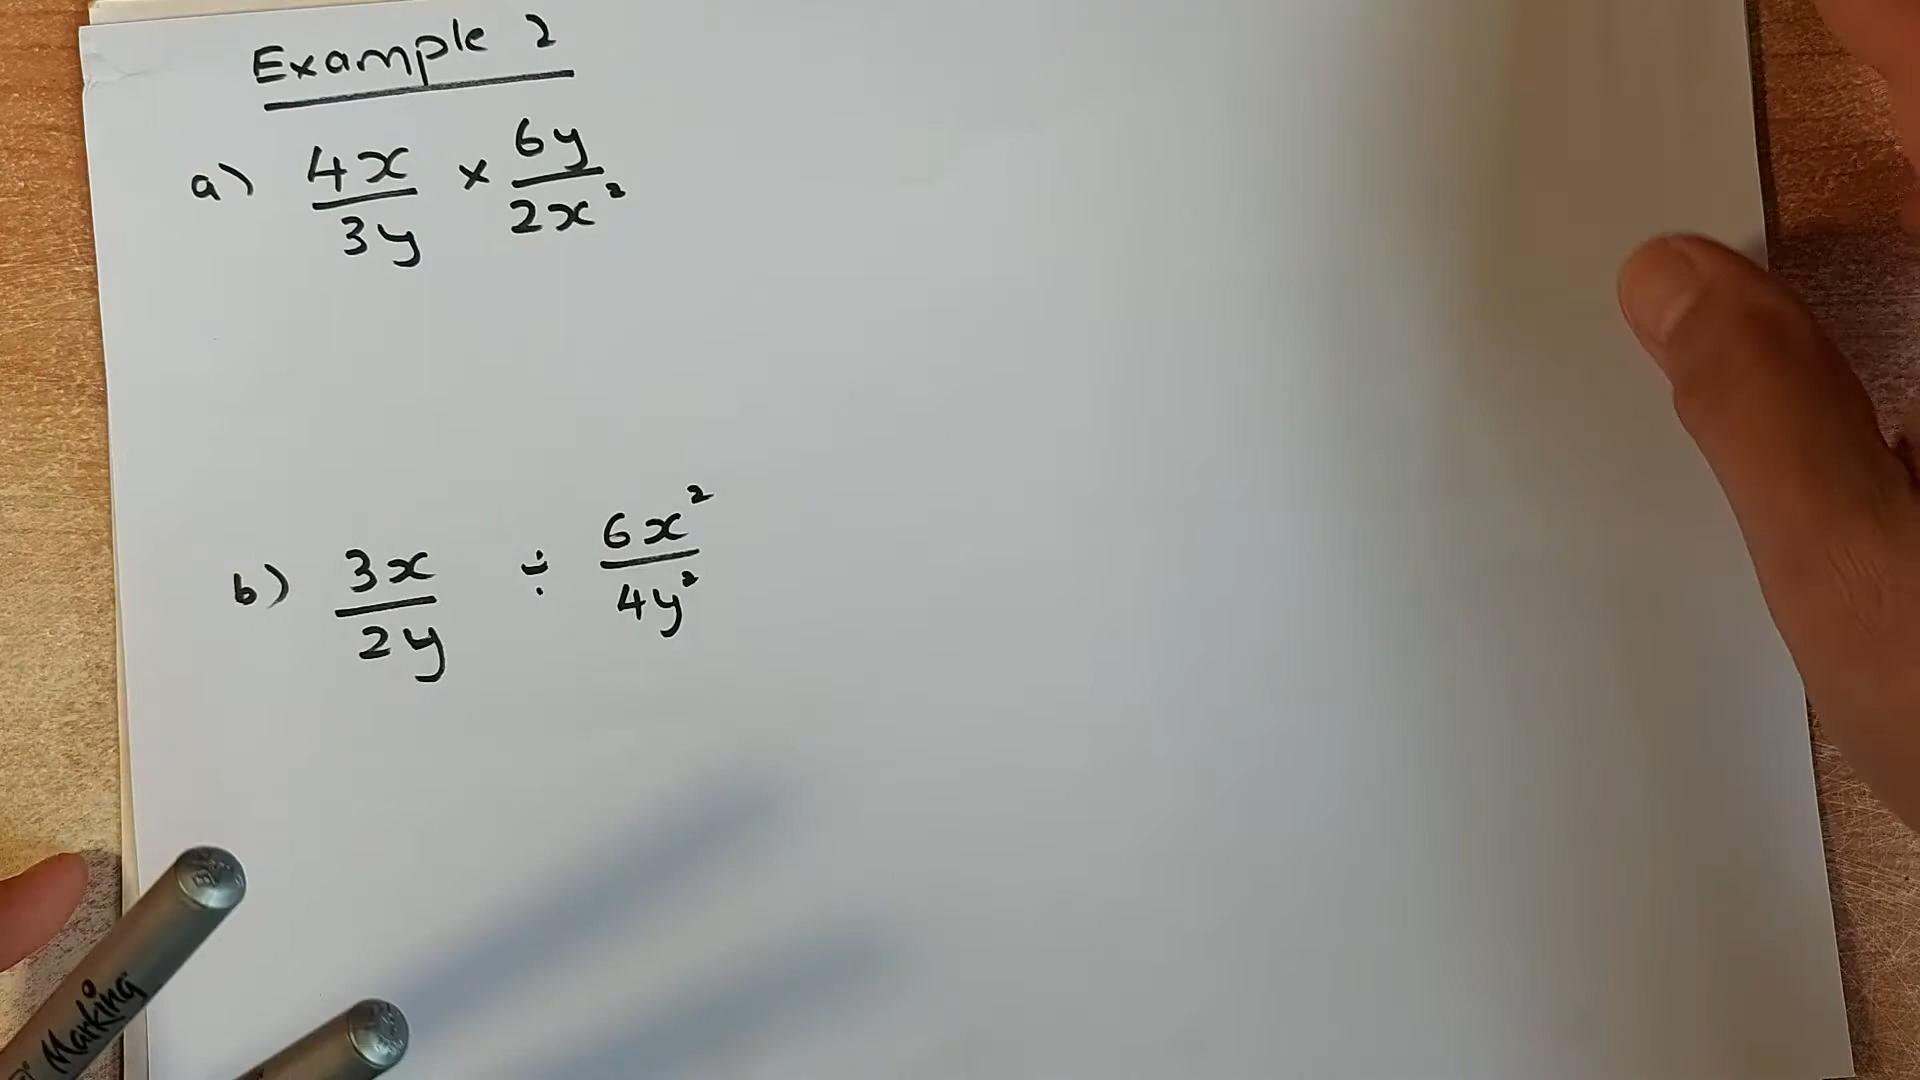 Example 2
a) 4x/3y × 6y/2x²
b) 3x/2y ÷ 6x²/4y²
Marking